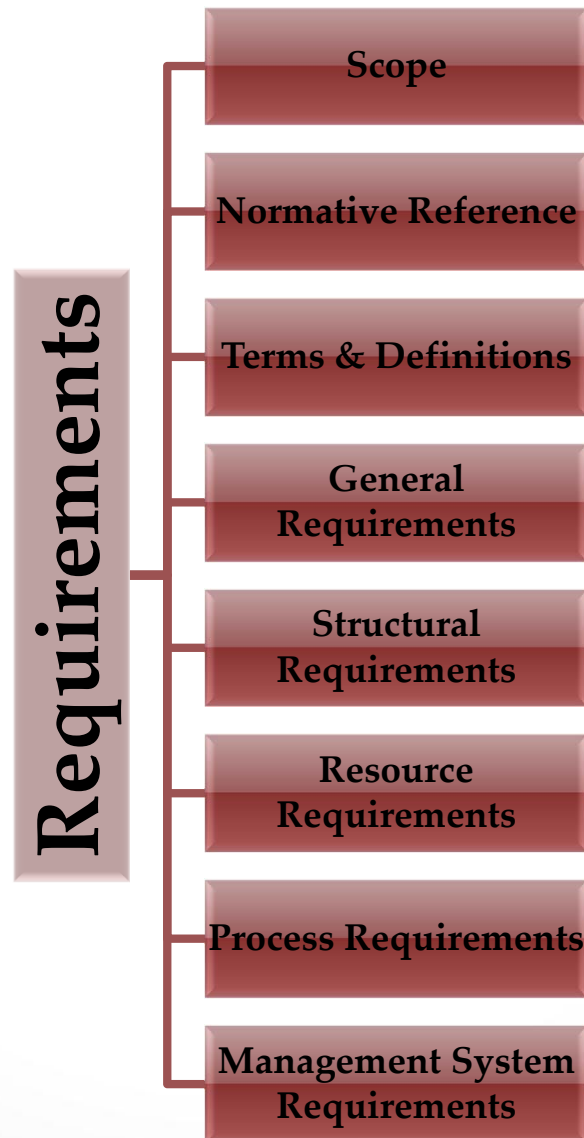 Requirements
Scope
Normative Reference
Terms & Definitions
General
Requirements
Structural
Requirements
Resource
Requirements
Process Requirements
Management System
Requirements